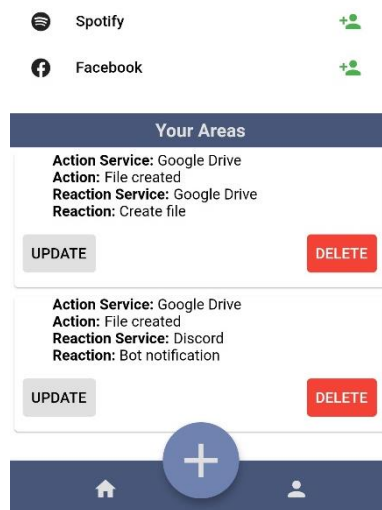 Spotify
Facebook
Your Areas
Action Service: Google Drive
Action: File created
Reaction Service: Google Drive
Reaction: Create file
UPDATE DELETE
Action Service: Google Drive
Action: File created
Reaction Service: Discord
Reaction: Bot notification
UPDATE DELETE